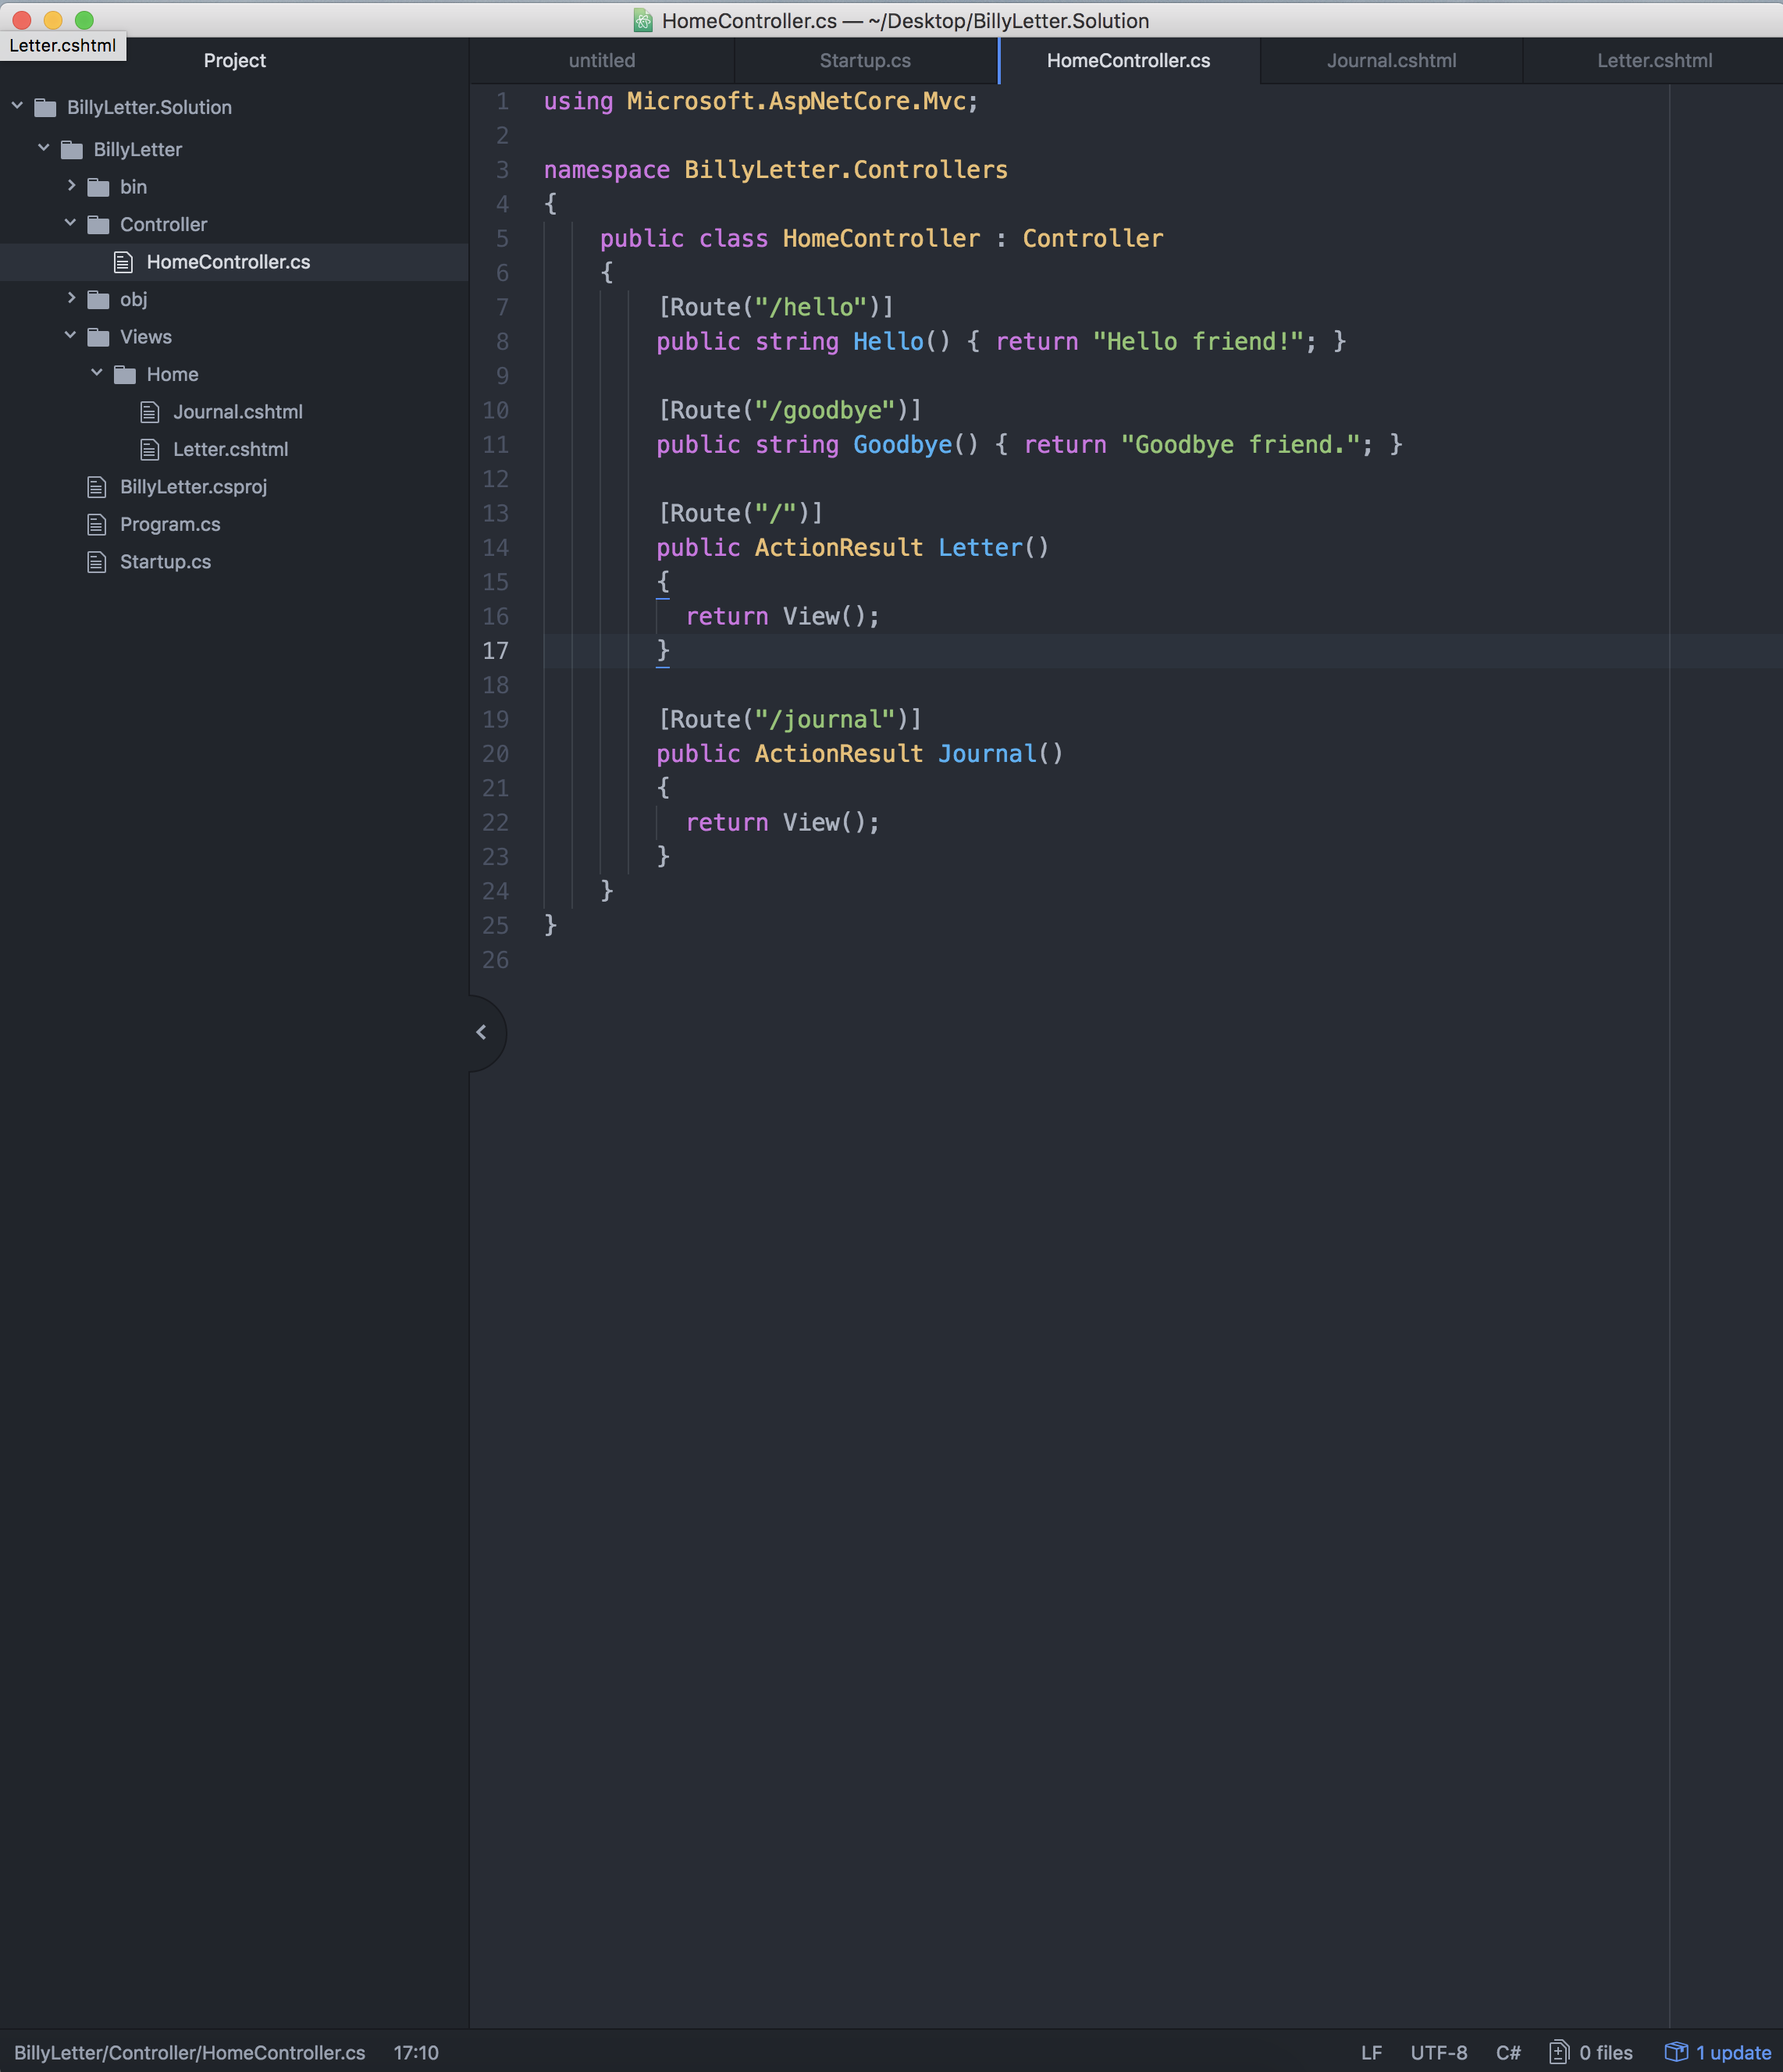 HomeController.cs — ~/Desktop/BillyLetter.Solution
Letter.cshtml
Project
untitled
Startup.cs
HomeController.cs
Journal.cshtml
Letter.cshtml
BillyLetter.Solution
BillyLetter
bin
Controller
HomeController.cs
obj
Views
Home
Journal.cshtml
Letter.cshtml
BillyLetter.csproj
Program.cs
Startup.cs
1 using Microsoft.AspNetCore.Mvc;
2
3 namespace BillyLetter.Controllers
4 {
5 public class HomeController : Controller
6 {
7 [Route("/hello")]
8 public string Hello() { return "Hello friend!"; }
9
10 [Route("/goodbye")]
11 public string Goodbye() { return "Goodbye friend."; }
12
13 [Route("/")]
14 public ActionResult Letter()
15 {
16 return View();
17 }
18
19 [Route("/journal")]
20 public ActionResult Journal()
21 {
22 return View();
23 }
24 }
25 }
26
BillyLetter/Controller/HomeController.cs 17:10 LF UTF-8 C# 0 files 1 update